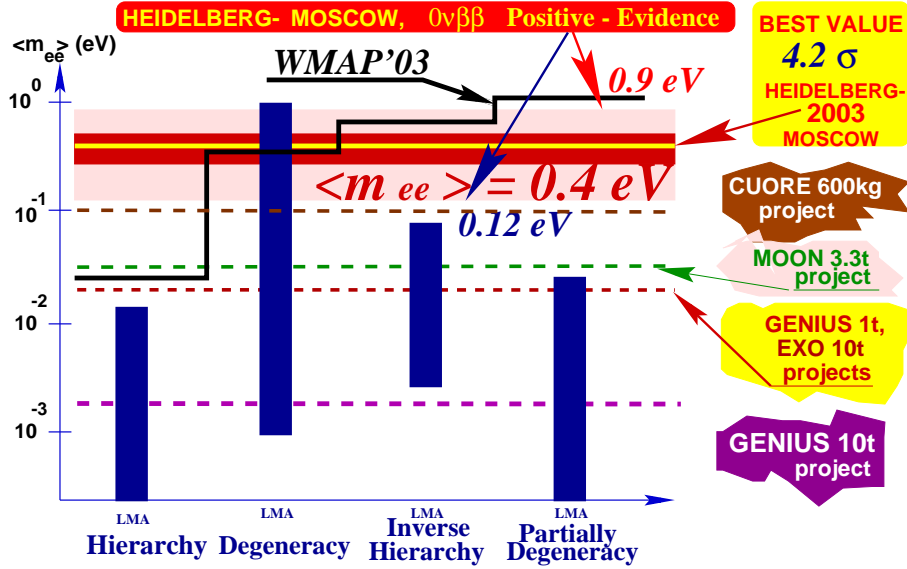 HEIDELBERG- MOSCOW, 0νββ Positive - Evidence
<m ee> (eV)
WMAP'03
0.9 eV
BEST VALUE
4.2 σ
HEIDELBERG-
2003
MOSCOW
10 0
<m ee > = 0.4 eV
10 -1
0.12 eV
CUORE 600kg
project
MOON 3.3t
project
10 -2
GENIUS 1t,
EXO 10t
projects
10 -3
GENIUS 10t
project
LMA
Hierarchy
LMA
Degeneracy
LMA
Inverse
Hierarchy
LMA
Partially
Degeneracy